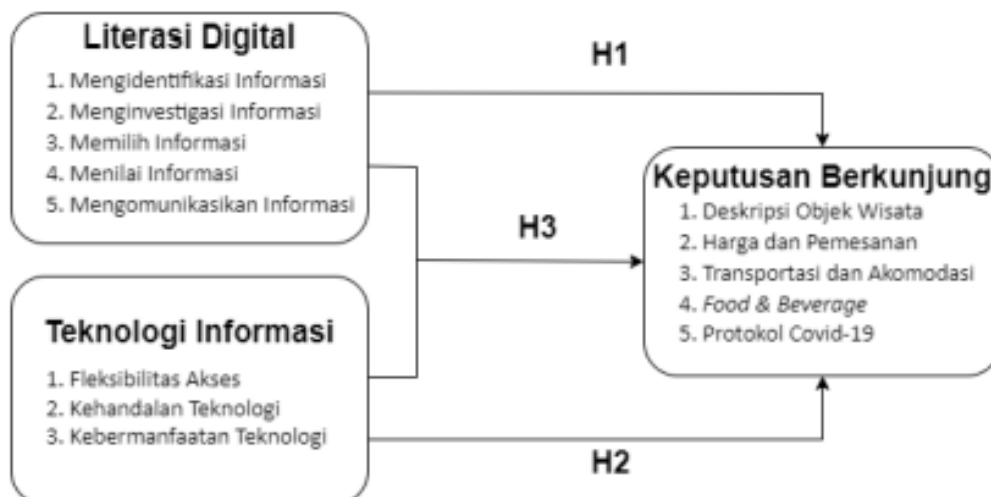 Literasi Digital
1. Mengidentifikasi Informasi
2. Menginvestigasi Informasi
3. Memilih Informasi
4. Menilai Informasi
5. Mengomunikasikan Informasi
H1
H3
Keputusan Berkunjung
1. Deskripsi Objek Wisata
2. Harga dan Pemesanan
3. Transportasi dan Akomodasi
4. Food & Beverage
5. Protokol Covid-19
Teknologi Informasi
1. Fleksibilitas Akses
2. Kehandalan Teknologi
3. Kebermanfaatan Teknologi
H2